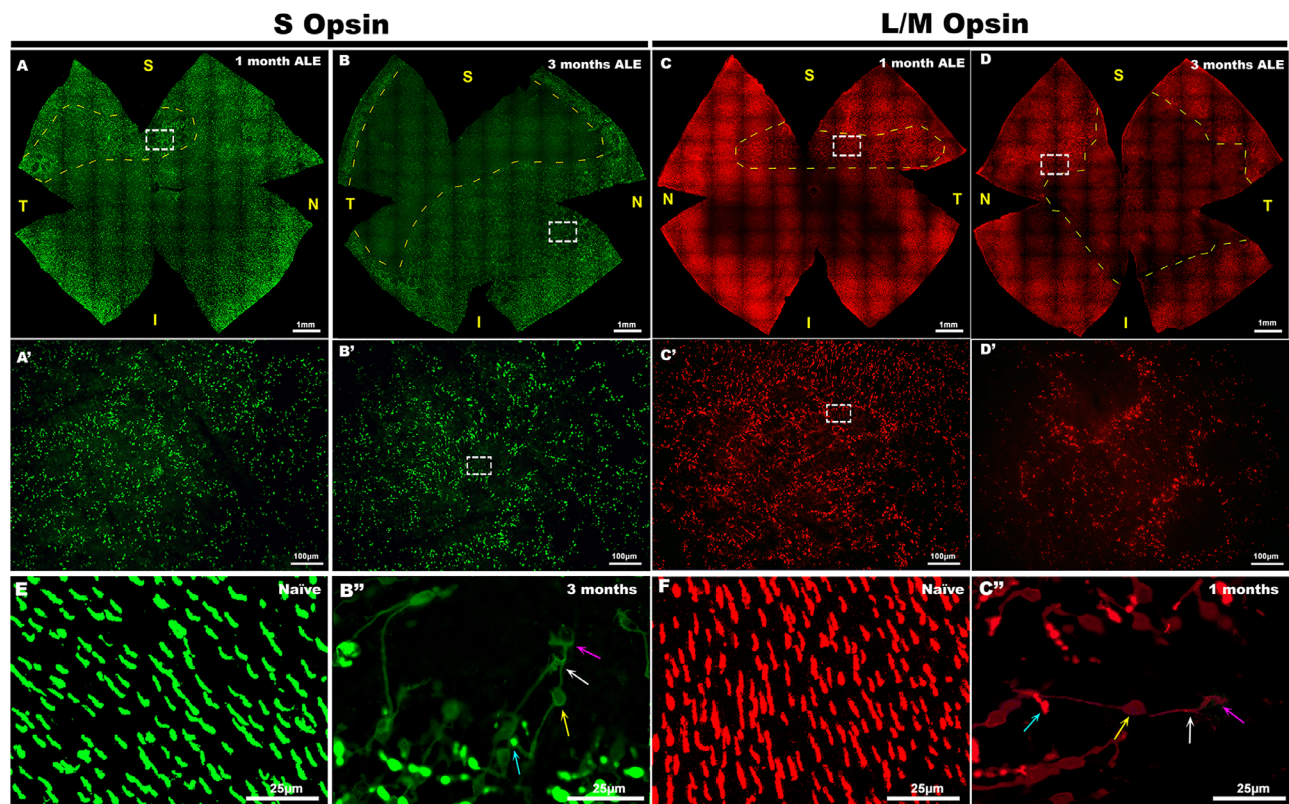 S Opsin
L/M Opsin
A
S
1 month ALE
T
N
I
1mm
B
S
3 months ALE
T
N
I
1mm
C
S
1 month ALE
N
T
I
1mm
D
S
3 months ALE
N
T
I
1mm
A'
100µm
B'
100µm
C'
100µm
D'
100µm
E
Naïve
25µm
B''
3 months
25µm
F
Naïve
25µm
C''
1 months
25µm